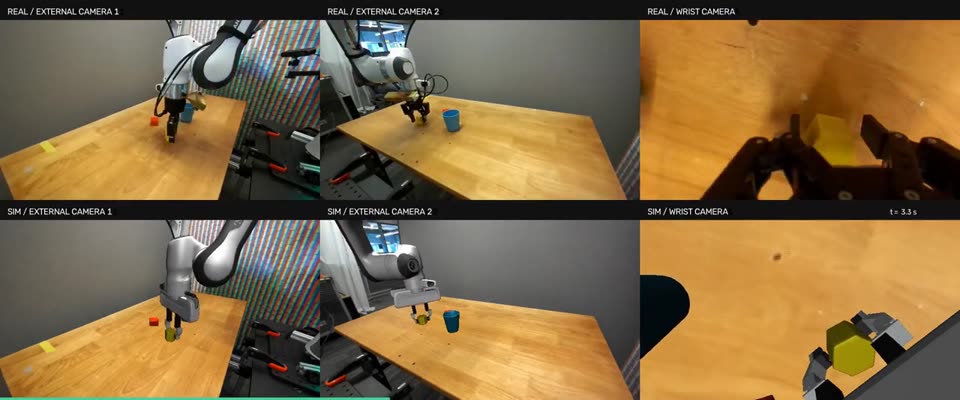 REAL / EXTERNAL CAMERA 1
REAL / EXTERNAL CAMERA 2
REAL / WRIST CAMERA
SIM / EXTERNAL CAMERA 1
SIM / EXTERNAL CAMERA 2
SIM / WRIST CAMERA
t = 3.3 s